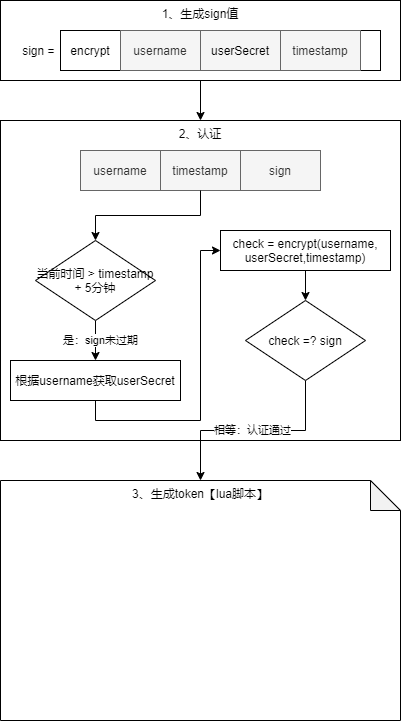 1、生成sign值
sign = encrypt username userSecret timestamp
2、认证
username timestamp sign
当前时间 > timestamp
+ 5分钟
是：sign未过期
根据username获取userSecret
check = encrypt(username,
userSecret,timestamp)
check =? sign
相等：认证通过
3、生成token【lua脚本】